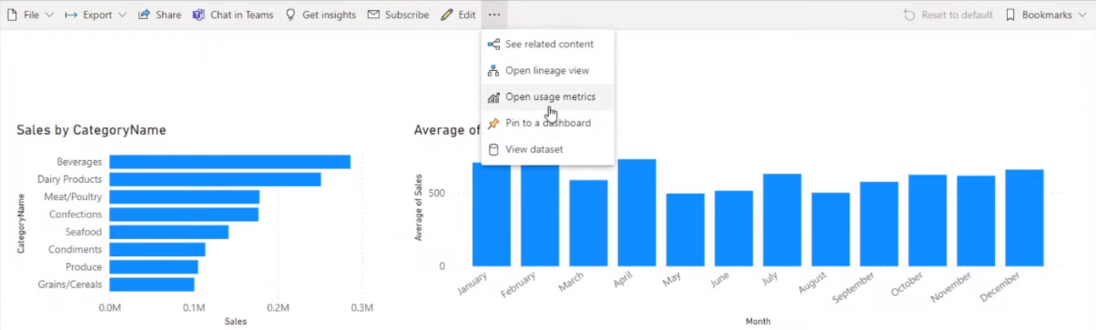 File Export Share Chat in Teams Get insights Subscribe Edit ... Reset to default Bookmarks
See related content
Open lineage view
Open usage metrics
Pin to a dashboard
View dataset
Sales by CategoryName
CategoryName
Beverages
Dairy Products
Meat/Poultry
Confections
Seafood
Condiments
Produce
Grains/Cereals
0.0M 0.1M 0.2M 0.3M
Sales
Average of
Average of Sales
500
0
January February March April May June July August September October November December
Month